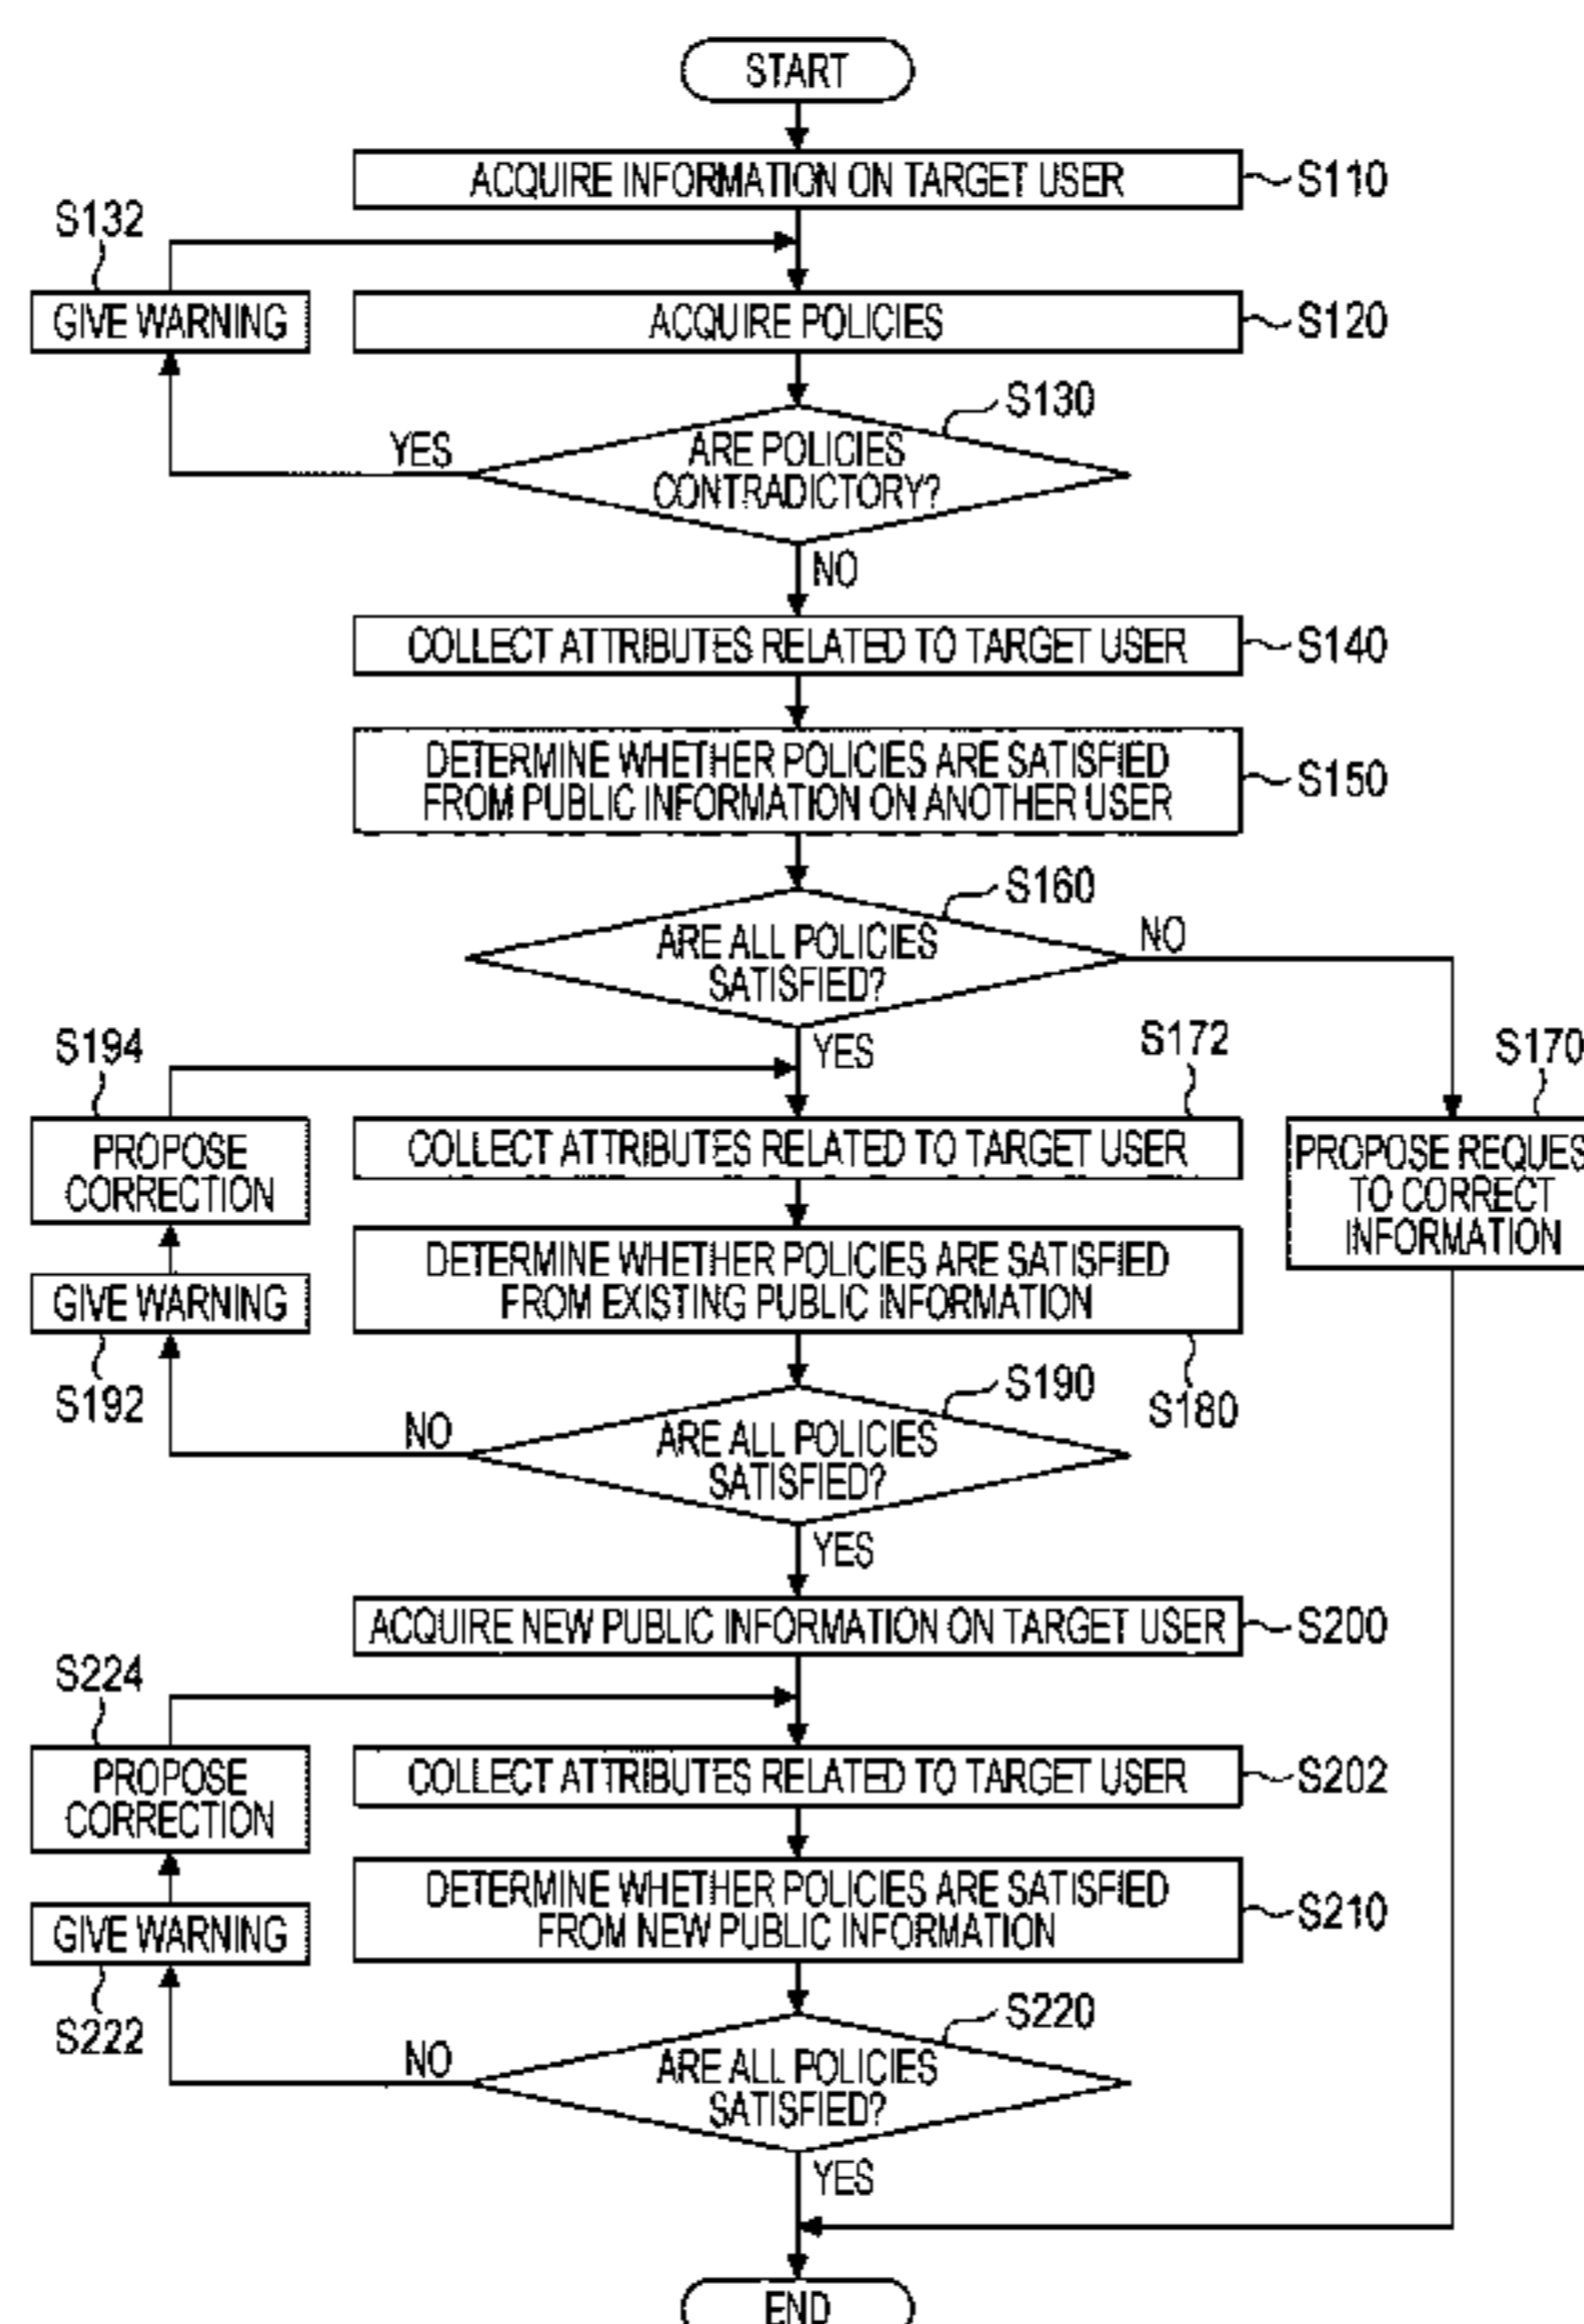 START
ACQUIRE INFORMATION ON TARGET USER
S110
S132
GIVE WARNING
ACQUIRE POLICIES
S120
S130
YES
ARE POLICIES
CONTRADICTORY?
NO
COLLECT ATTRIBUTES RELATED TO TARGET USER
S140
DETERMINE WHETHER POLICIES ARE SATISFIED
FROM PUBLIC INFORMATION ON ANOTHER USER
S150
S160
ARE ALL POLICIES
SATISFIED?
NO
YES
S194
S172
S170
PROPOSE
CORRECTION
COLLECT ATTRIBUTES RELATED TO TARGET USER
PROPOSE REQUES
TO CORRECT
INFORMATION
GIVE WARNING
DETERMINE WHETHER POLICIES ARE SATISFIED
FROM EXISTING PUBLIC INFORMATION
S192
S190
S180
NO
ARE ALL POLICIES
SATISFIED?
YES
ACQUIRE NEW PUBLIC INFORMATION ON TARGET USER
S200
S224
PROPOSE
CORRECTION
COLLECT ATTRIBUTES RELATED TO TARGET USER
S202
GIVE WARNING
DETERMINE WHETHER POLICIES ARE SATISFIED
FROM NEW PUBLIC INFORMATION
S210
S222
S220
NO
ARE ALL POLICIES
SATISFIED?
YES
END